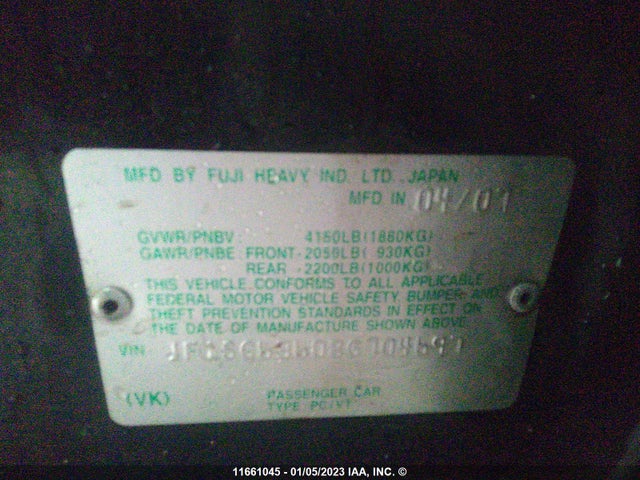 MFD BY FUJI HEAVY IND. LTD. JAPAN
MFD IN 04/07
GVWR/PNBV 4150LB(1880KG)
GAWR/PNBE FRONT-2059LB( 930KG)
REAR -2200LB(1000KG)
THIS VEHICLE CONFORMS TO ALL APPLICABLE
FEDERAL MOTOR VEHICLE SAFETY BUMPER AND
THEFT PREVENTION STANDARDS IN EFFECT ON
THE DATE OF MANUFACTURE SHOWN ABOVE.
VIN
(VK) PASSENGER CAR
TYPE PC/VT
11661045 - 01/05/2023 IAA, INC. ©